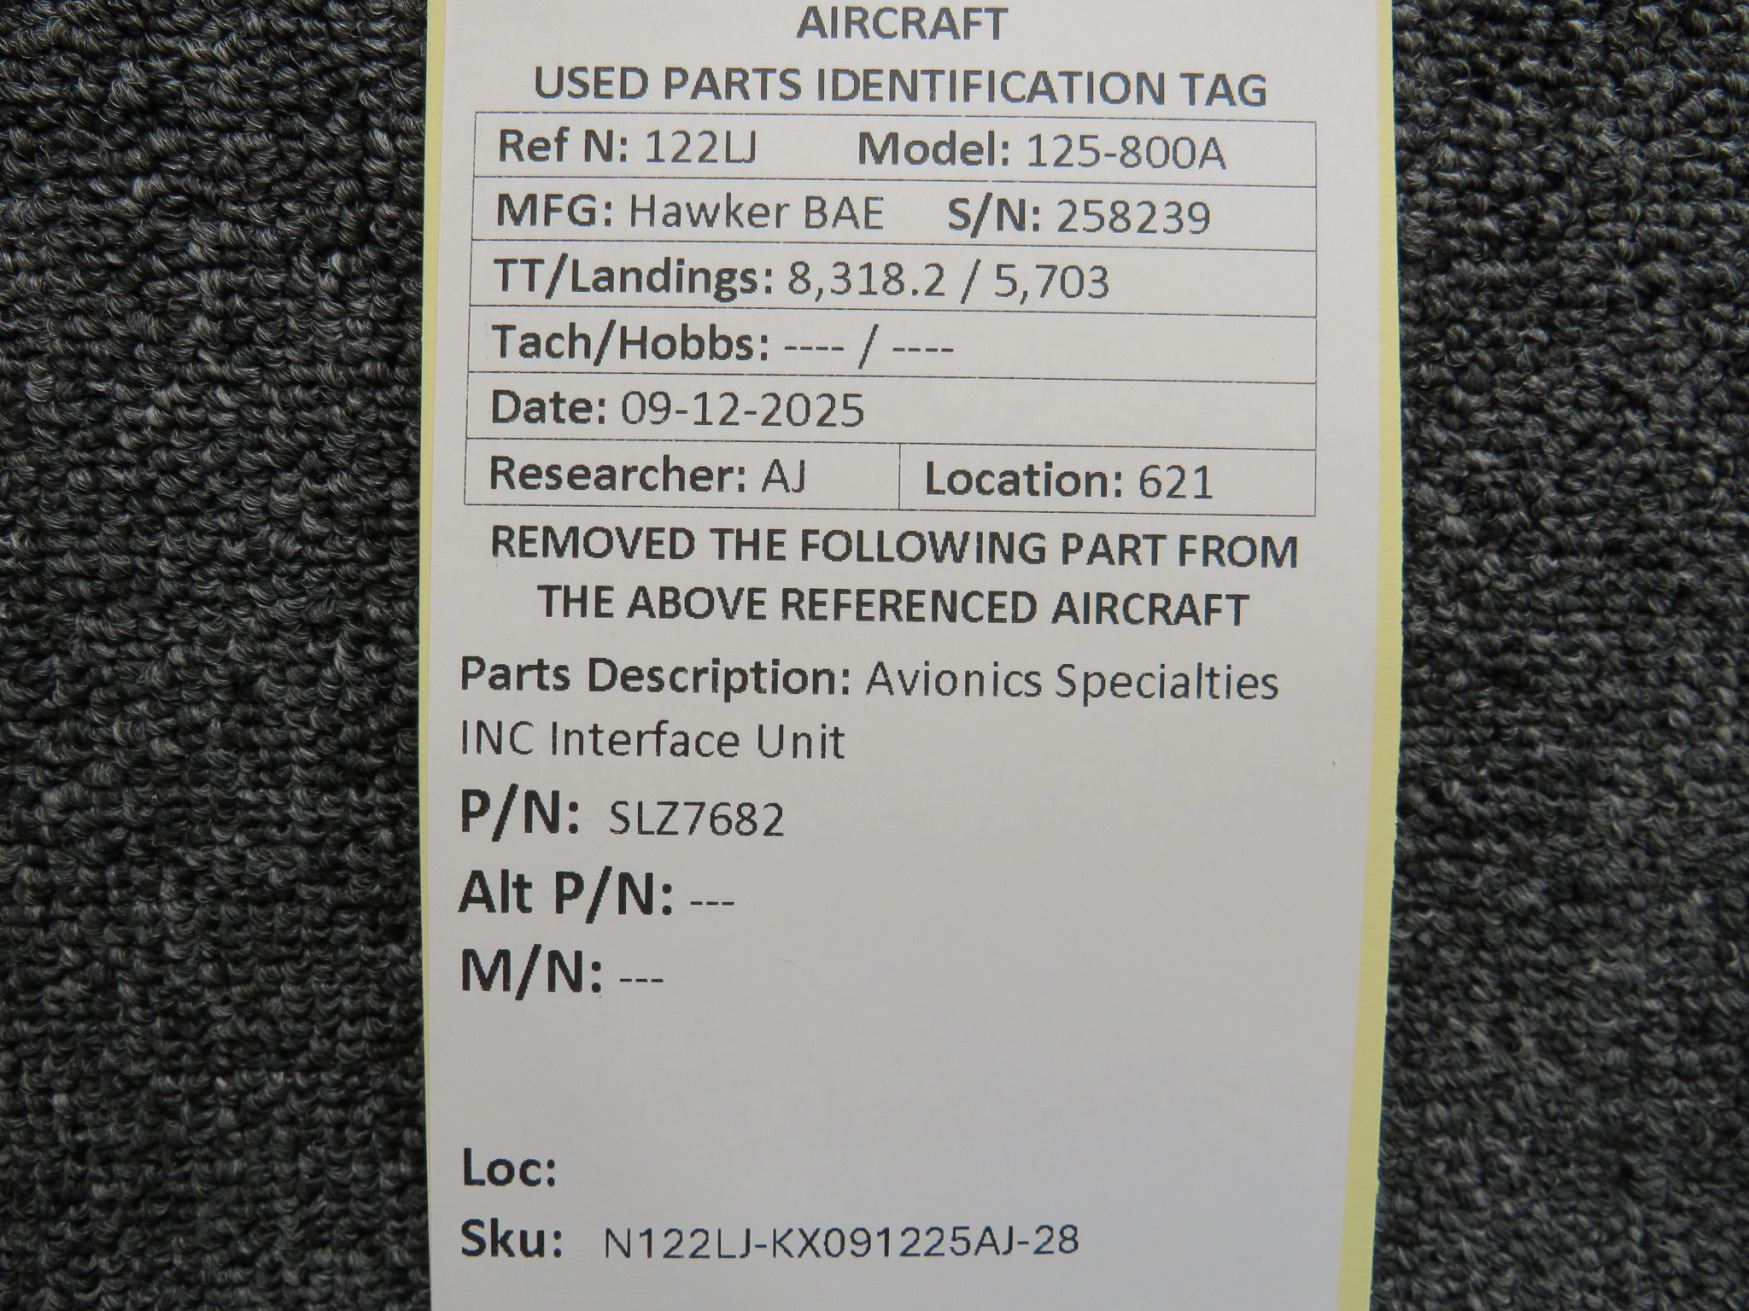 AIRCRAFT
USED PARTS IDENTIFICATION TAG
Ref N: 122LJ Model: 125-800A
MFG: Hawker BAE S/N: 258239
TT/Landings: 8,318.2 / 5,703
Tach/Hobbs: ---- / ----
Date: 09-12-2025
Researcher: AJ Location: 621
REMOVED THE FOLLOWING PART FROM
THE ABOVE REFERENCED AIRCRAFT
Parts Description: Avionics Specialties
INC Interface Unit
P/N: SLZ7682
Alt P/N: ---
M/N: ---
Loc:
Sku: N122LJ-KX091225AJ-28